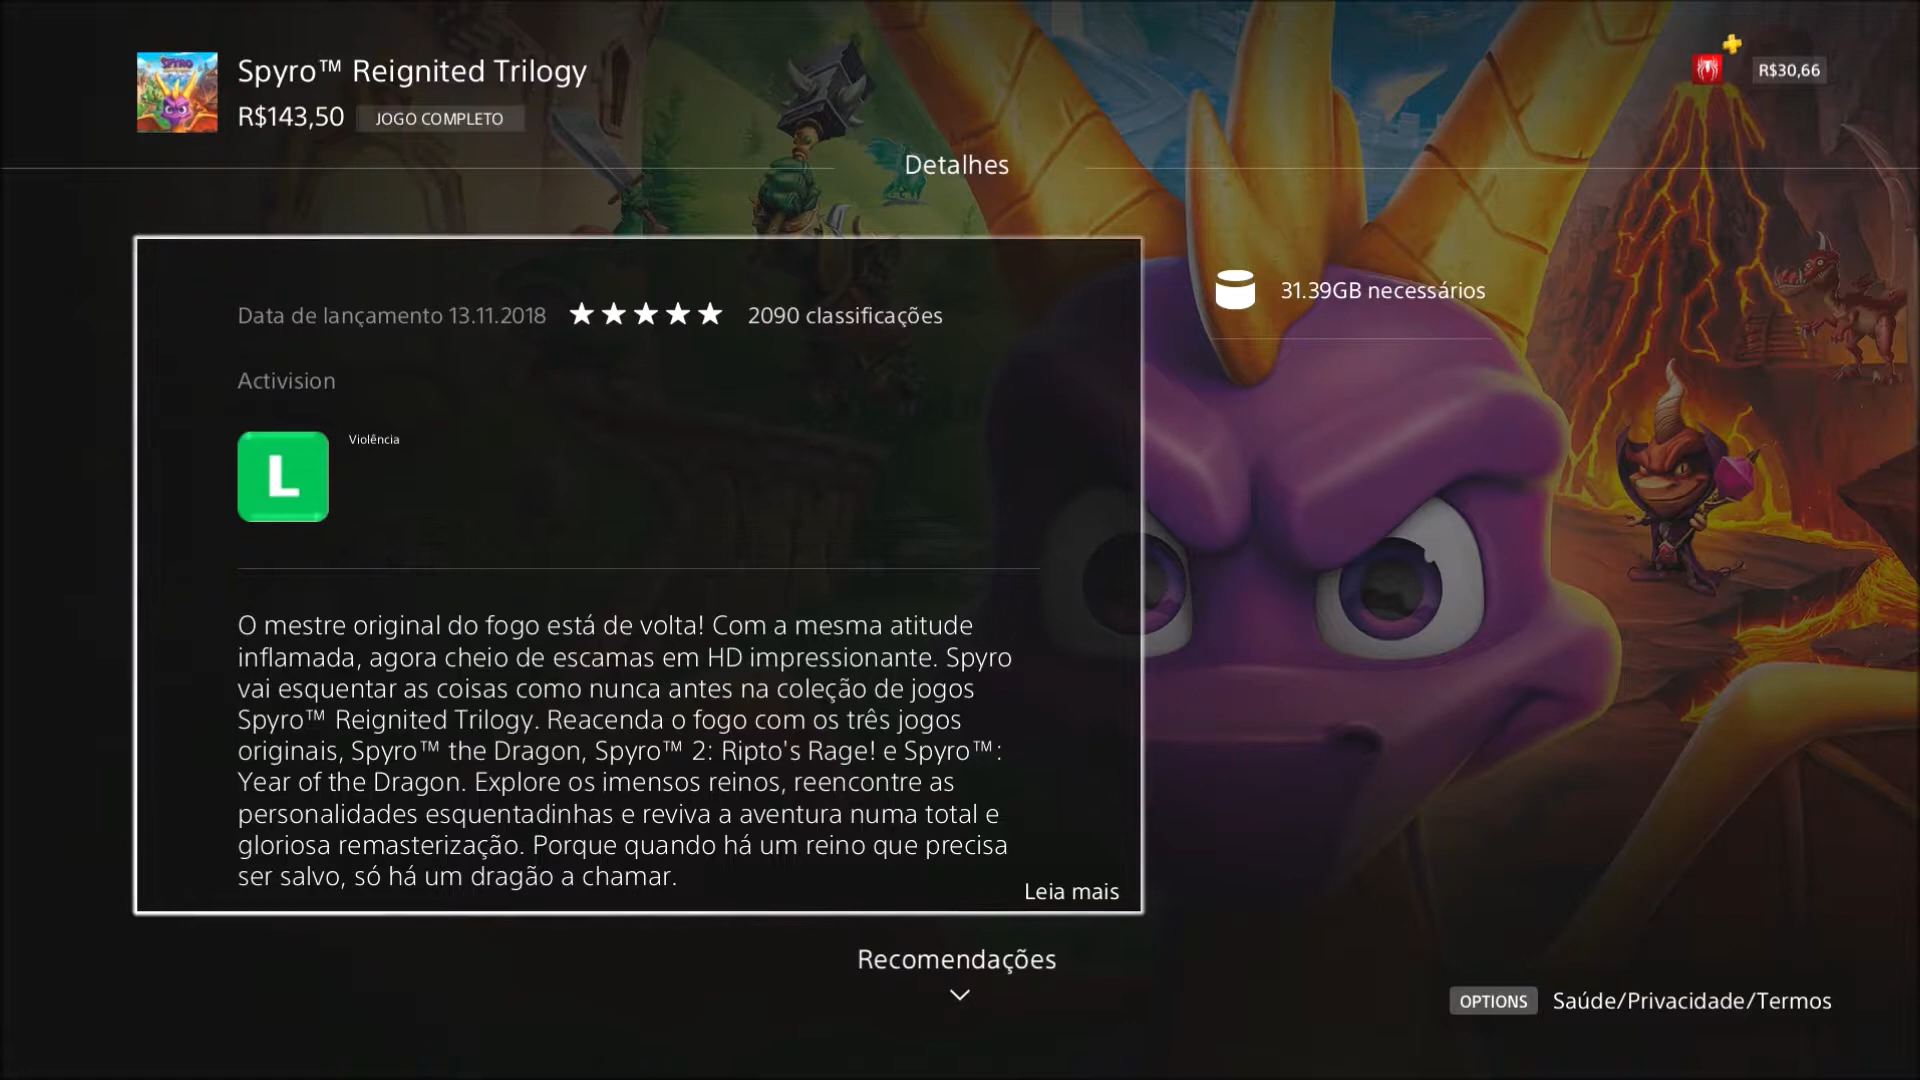 Spyro™ Reignited Trilogy
R$143,50 JOGO COMPLETO
R$30,66
Detalhes
Data de lançamento 13.11.2018 ★★★★★ 2090 classificações
Activision
L Violência
O mestre original do fogo está de volta! Com a mesma atitude
inflamada, agora cheio de escamas em HD impressionante. Spyro
vai esquentar as coisas como nunca antes na coleção de jogos
Spyro™ Reignited Trilogy. Reacenda o fogo com os três jogos
originais, Spyro™ the Dragon, Spyro™ 2: Ripto's Rage! e Spyro™:
Year of the Dragon. Explore os imensos reinos, reencontre as
personalidades esquentadinhas e reviva a aventura numa total e
gloriosa remasterização. Porque quando há um reino que precisa
ser salvo, só há um dragão a chamar.
Leia mais
31.39GB necessários
Recomendações
OPTIONS Saúde/Privacidade/Termos